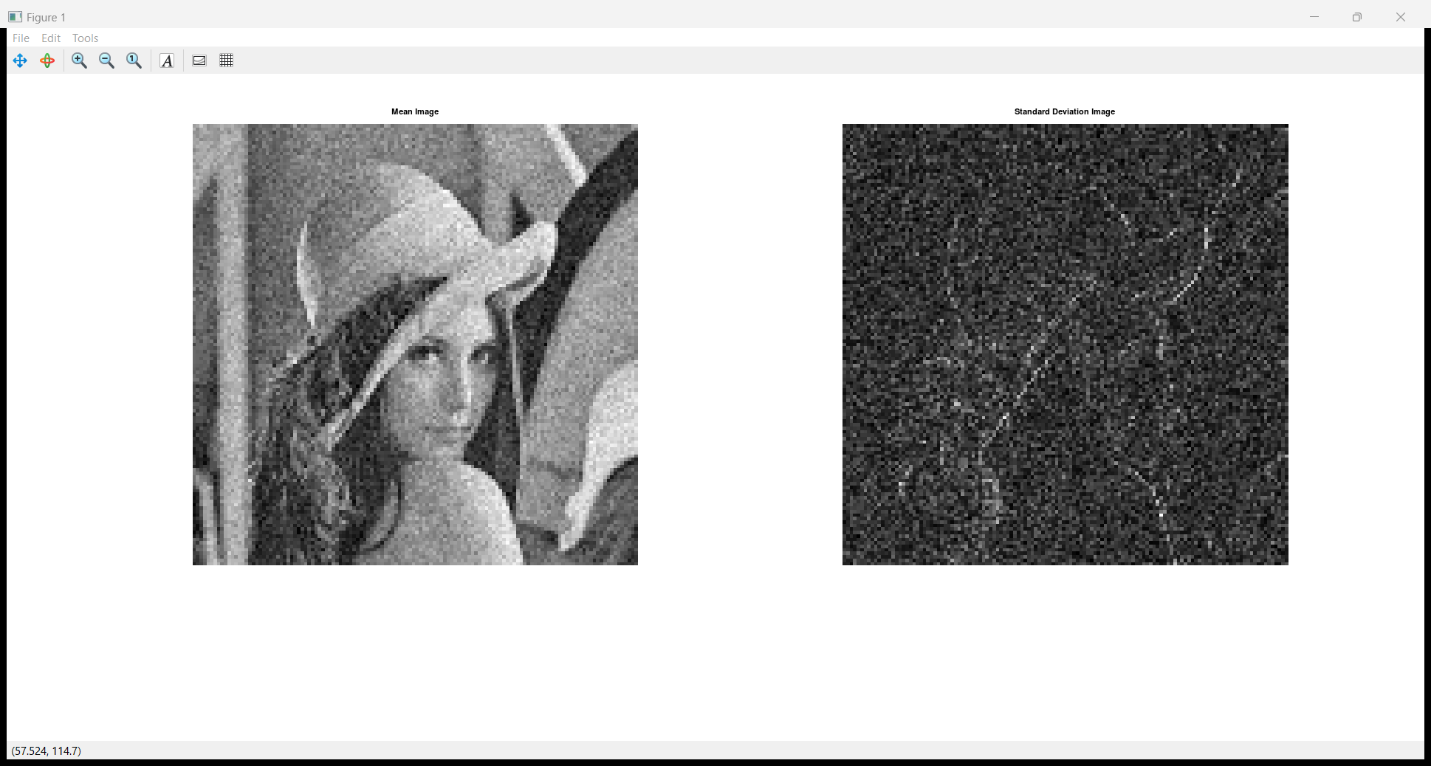 Figure 1
File Edit Tools
A
Mean Image
Standard Deviation Image
(57.524, 114.7)